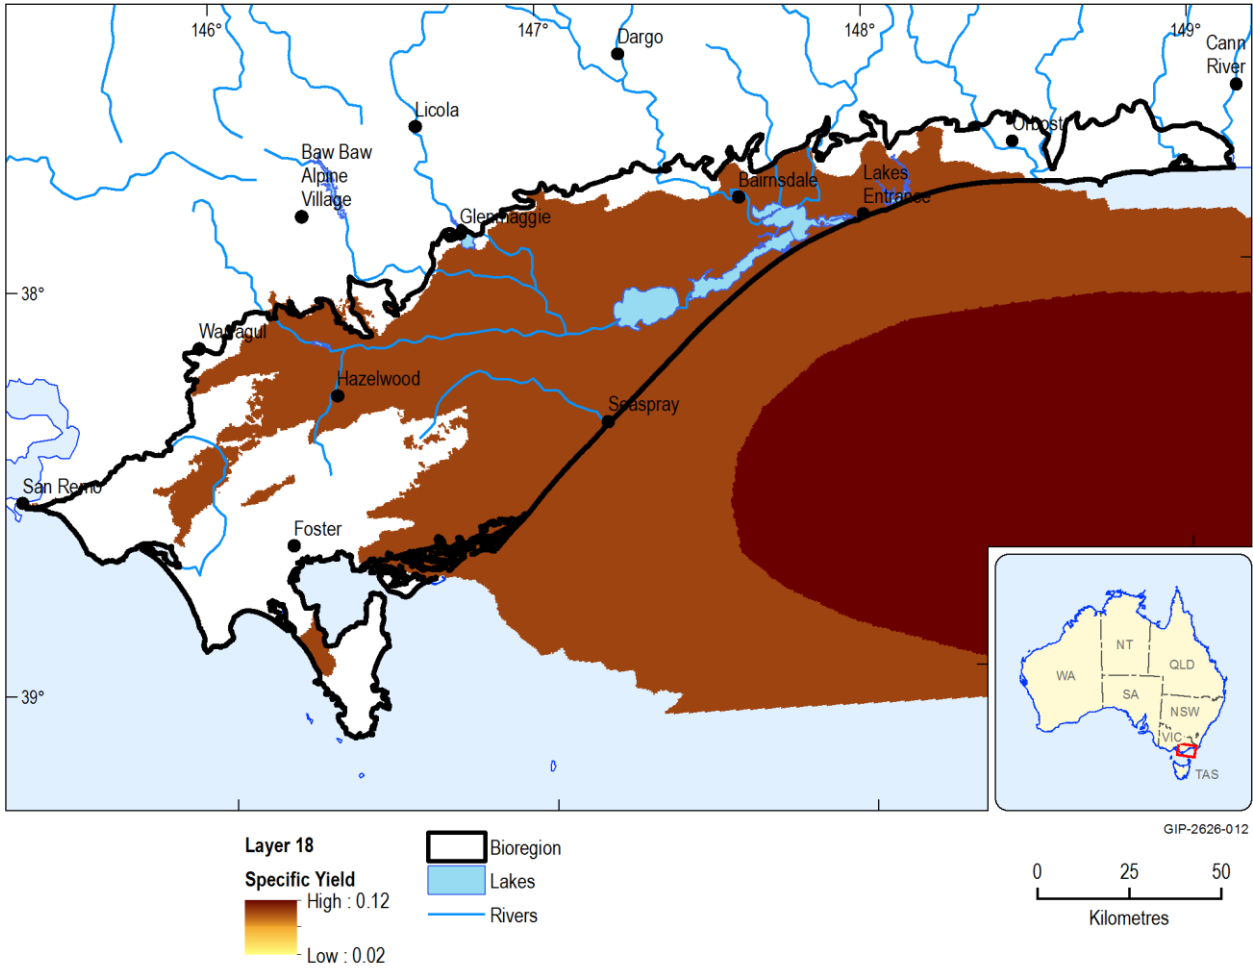 146°
147°
148°
149°
Dargo
Cann
River
Licola
Orbost
Baw Baw
Alpine
Village
Lakes
Entrance
Bairnsdale
Glenmaggie
38°
Warragul
Hazelwood
Seaspray
San Remo
Foster
39°
NT
WA
QLD
SA
NSW
VIC
TAS
GIP-2626-012
Layer 18
Specific Yield
High : 0.12
Low : 0.02
Bioregion
Lakes
Rivers
0 25 50
Kilometres